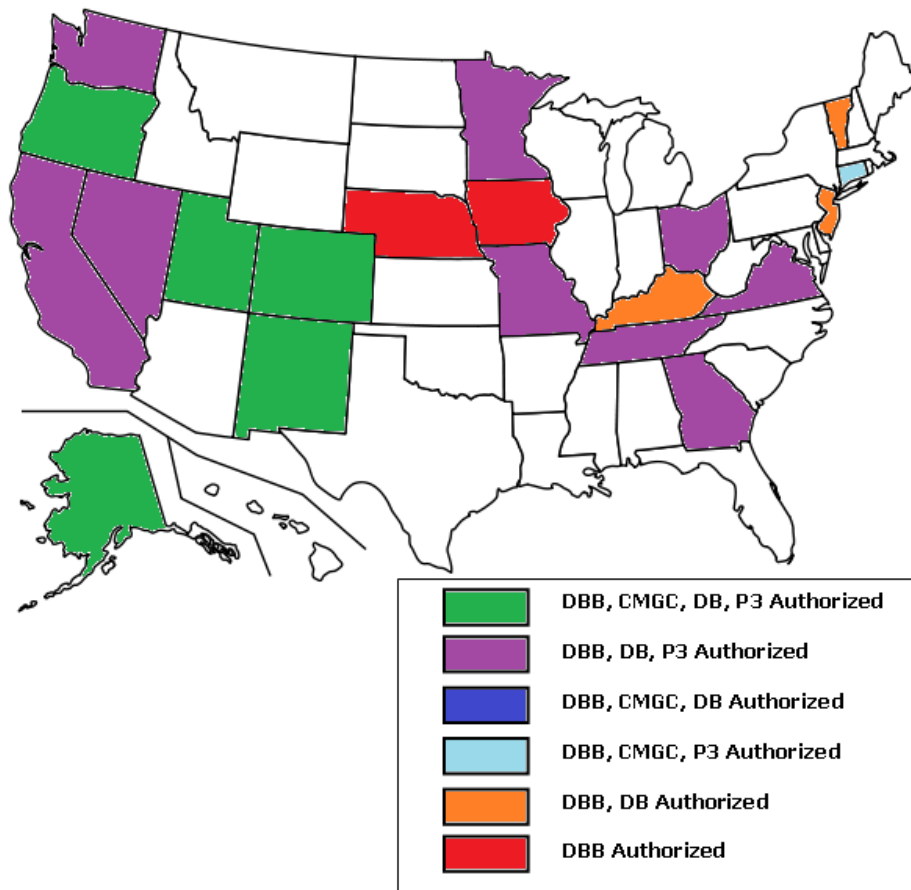 DBB, CMGC, DB, P3 Authorized
DBB, DB, P3 Authorized
DBB, CMGC, DB Authorized
DBB, CMGC, P3 Authorized
DBB, DB Authorized
DBB Authorized